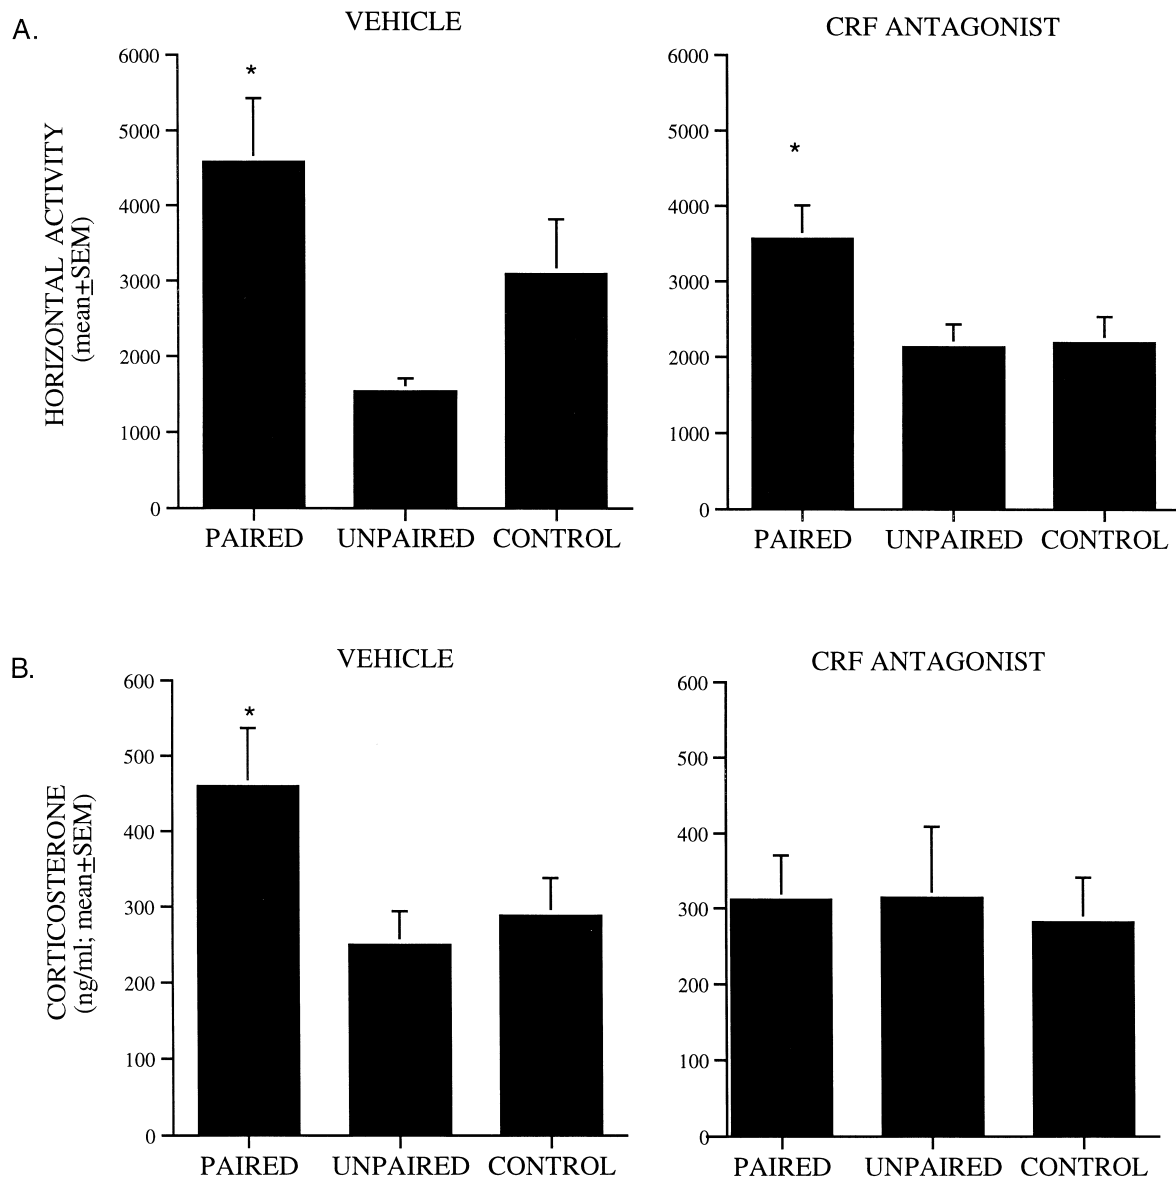 A.
VEHICLE
CRF ANTAGONIST
HORIZONTAL ACTIVITY
(mean±SEM)
6000
5000
4000
3000
2000
1000
0
*
PAIRED UNPAIRED CONTROL
6000
5000
4000
3000
2000
1000
0
*
PAIRED UNPAIRED CONTROL
B.
VEHICLE
CRF ANTAGONIST
CORTICOSTERONE
(ng/ml; mean±SEM)
600
500
400
300
200
100
0
*
PAIRED UNPAIRED CONTROL
600
500
400
300
200
100
0
PAIRED UNPAIRED CONTROL